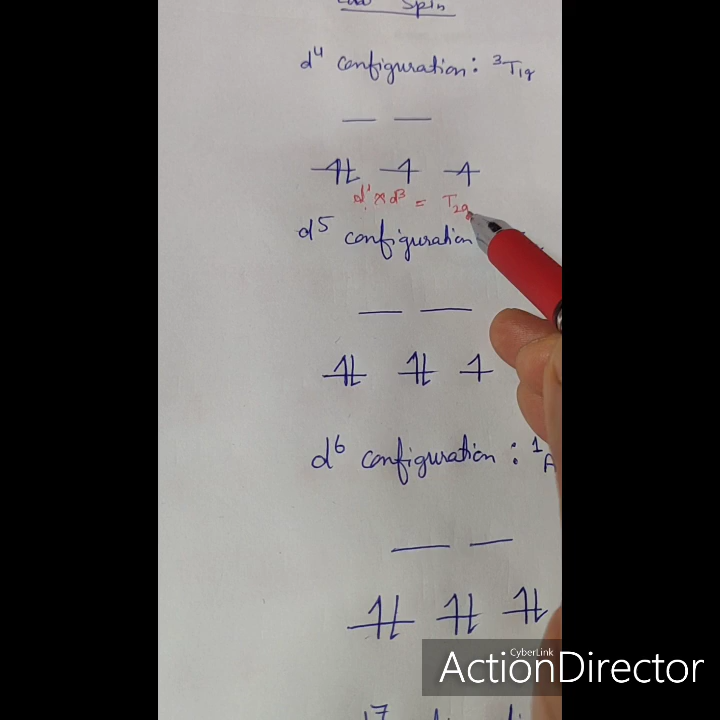 Spin
d⁴ configuration: ³T₁g
d¹ × d³ = T₂g
d⁵ configuration
d⁶ configuration: ¹A
CyberLink
ActionDirector